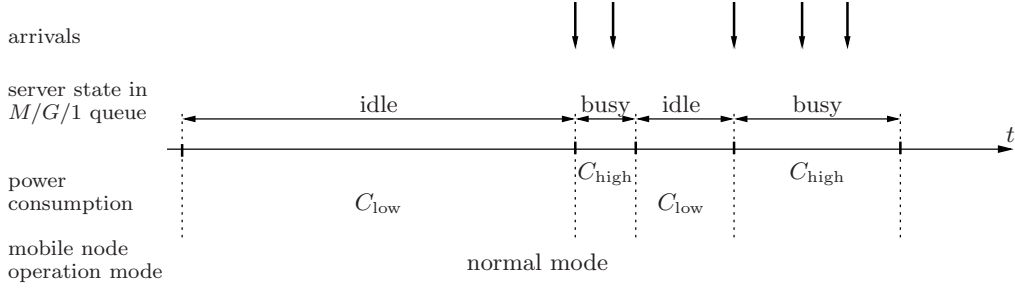 arrivals
server state in
M/G/1 queue
idle busy idle busy
t
power
consumption
C_low C_high C_low C_high
mobile node
operation mode
normal mode